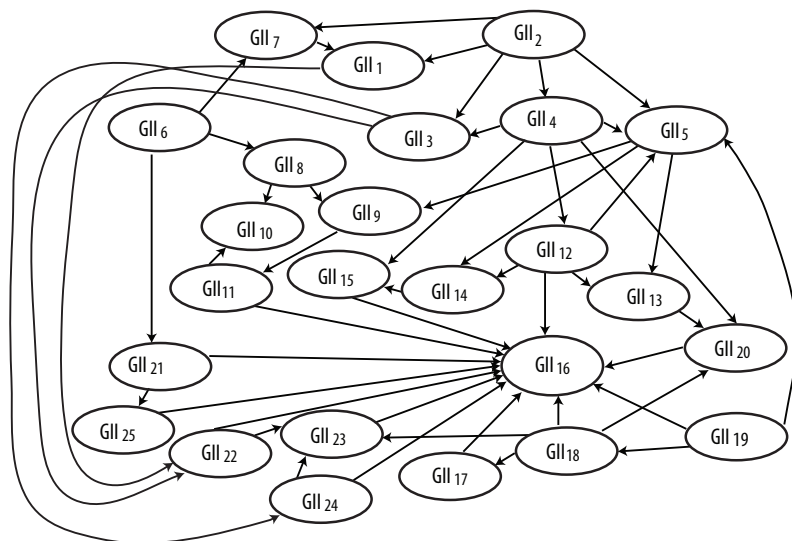 GII 7
GII 2
GII 1
GII 6
GII 3
GII 4
GII 5
GII 8
GII 9
GII 10
GII 12
GII 11
GII 15
GII 14
GII 13
GII 21
GII 16
GII 20
GII 25
GII 22
GII 23
GII 18
GII 19
GII 17
GII 24